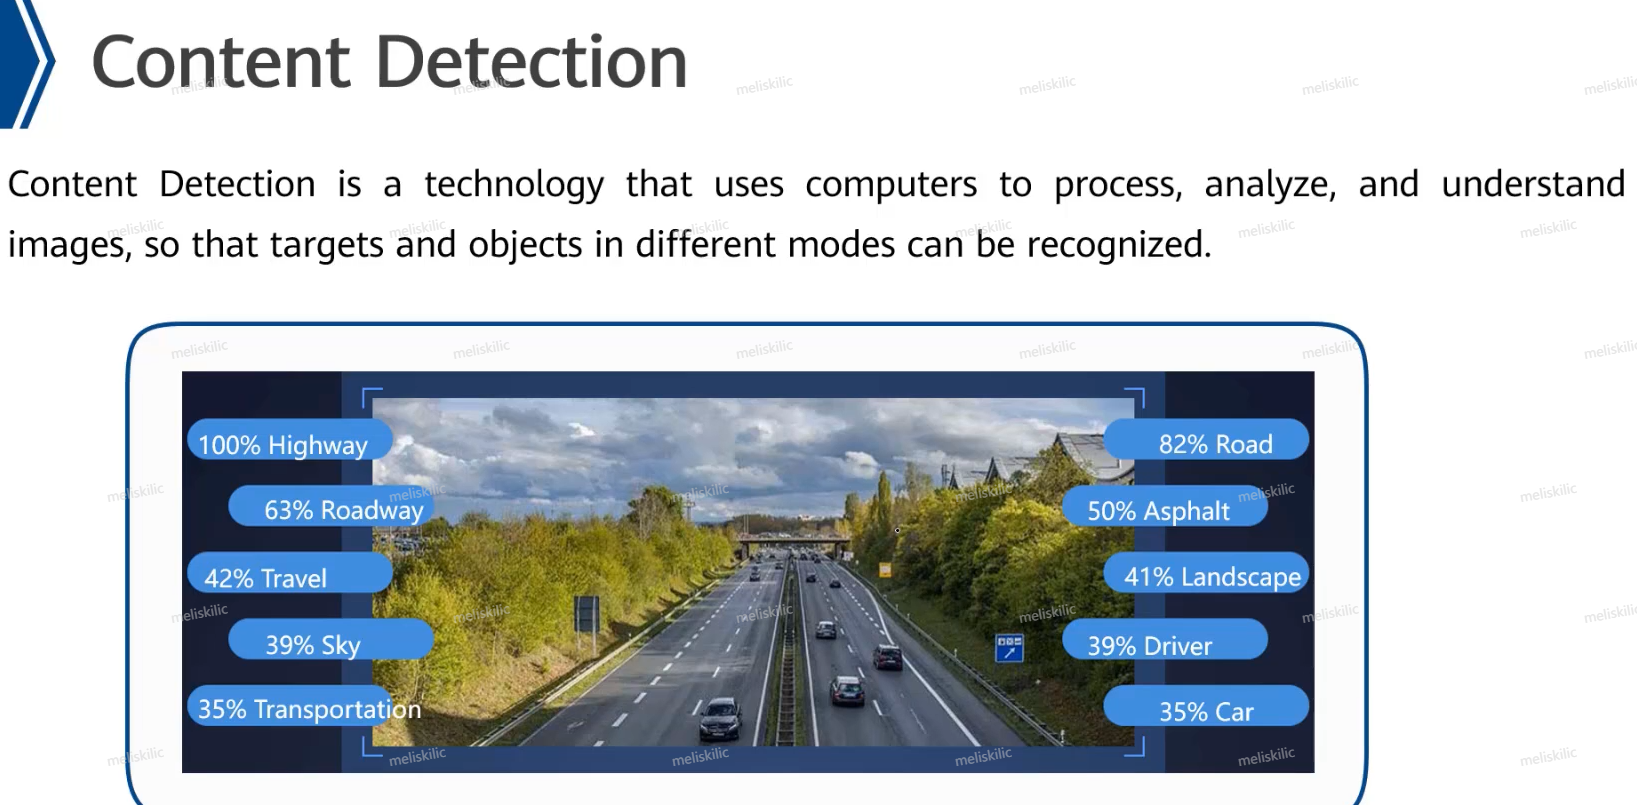 Content Detection
Content Detection is a technology that uses computers to process, analyze, and understand
images, so that targets and objects in different modes can be recognized.
100% Highway
63% Roadway
42% Travel
39% Sky
35% Transportation
82% Road
50% Asphalt
41% Landscape
39% Driver
35% Car
meliskilic